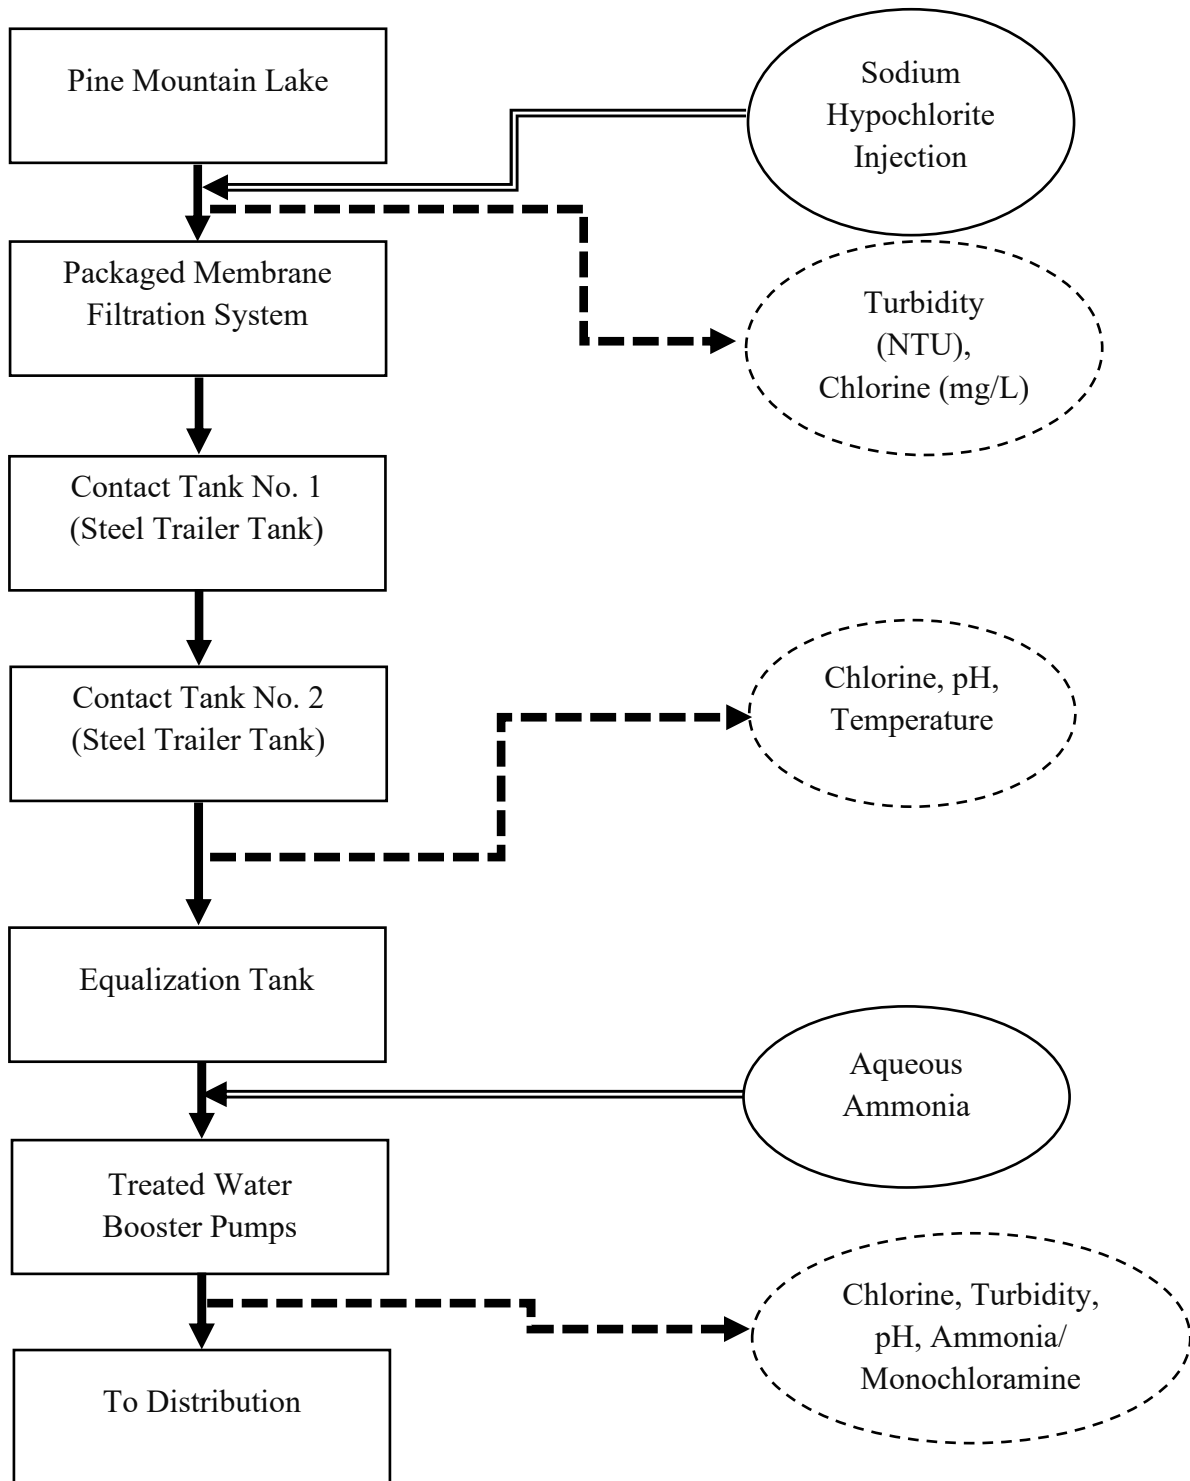 Pine Mountain Lake
Sodium
Hypochlorite
Injection
Packaged Membrane
Filtration System
Turbidity
(NTU),
Chlorine (mg/L)
Contact Tank No. 1
(Steel Trailer Tank)
Contact Tank No. 2
(Steel Trailer Tank)
Chlorine, pH,
Temperature
Equalization Tank
Aqueous
Ammonia
Treated Water
Booster Pumps
Chlorine, Turbidity,
pH, Ammonia/
Monochloramine
To Distribution